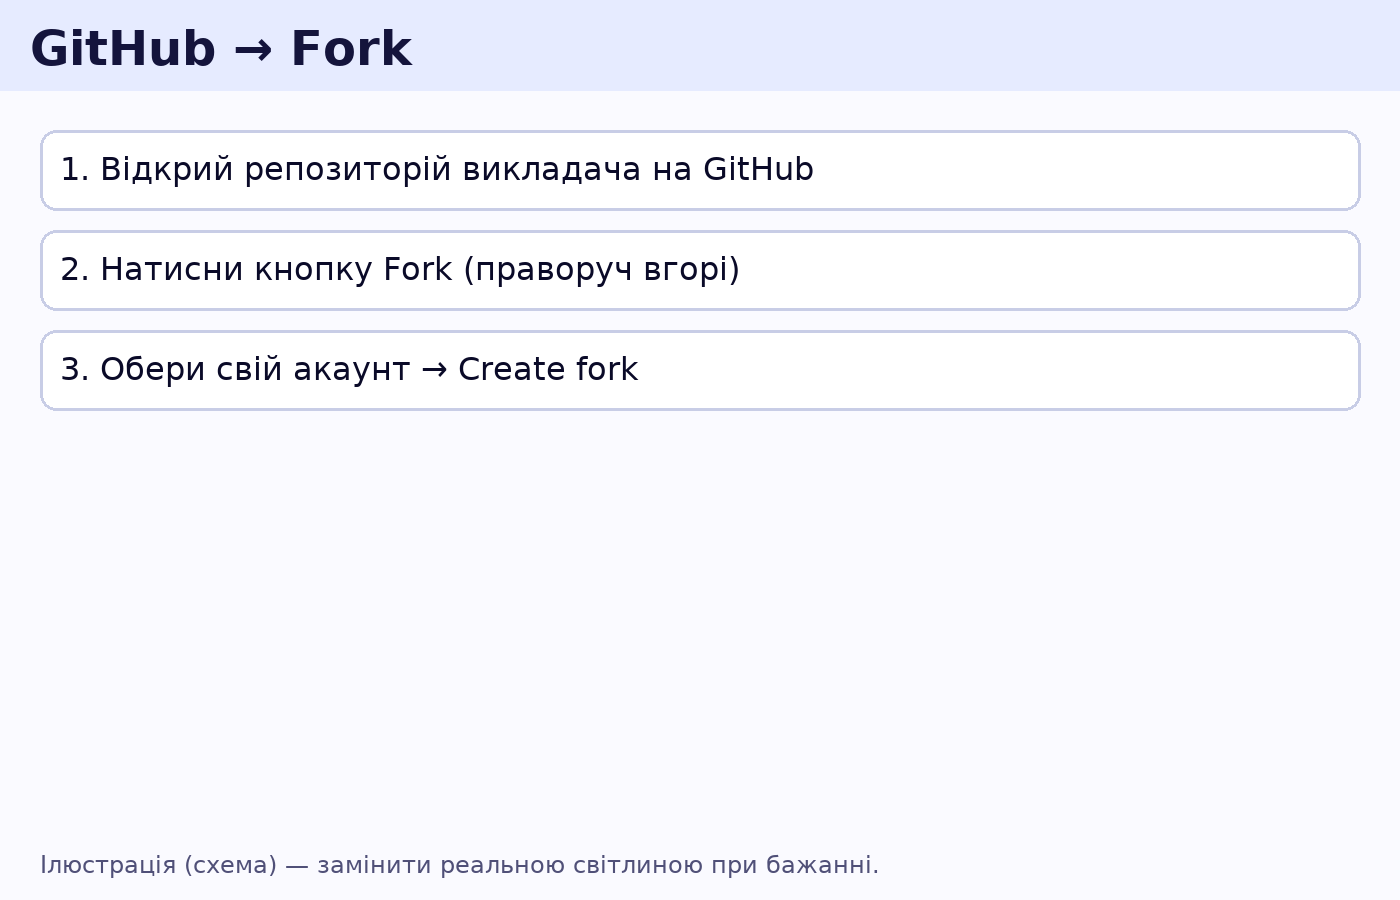 GitHub → Fork
1. Відкрий репозиторій викладача на GitHub
2. Натисни кнопку Fork (праворуч вгорі)
3. Обери свій акаунт → Create fork
Ілюстрація (схема) — замінити реальною світлиною при бажанні.